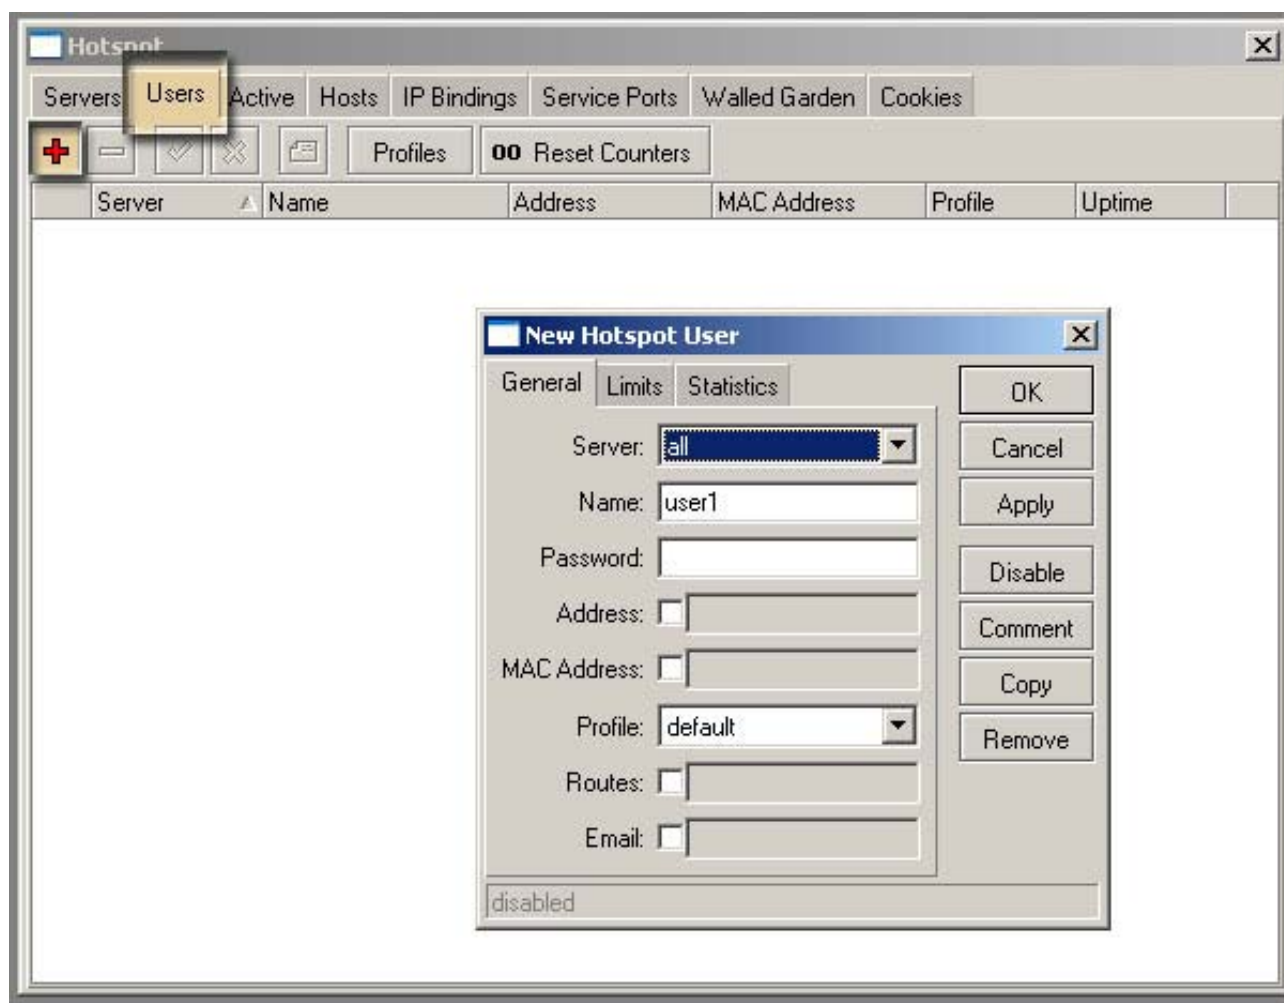 Hotspot
Servers Users Active Hosts IP Bindings Service Ports Walled Garden Cookies
Profiles 00 Reset Counters
Server Name Address MAC Address Profile Uptime
New Hotspot User
General Limits Statistics
OK
Server: all
Cancel
Name: user1
Apply
Password:
Disable
Address:
Comment
MAC Address:
Copy
Profile: default
Remove
Routes:
Email:
disabled